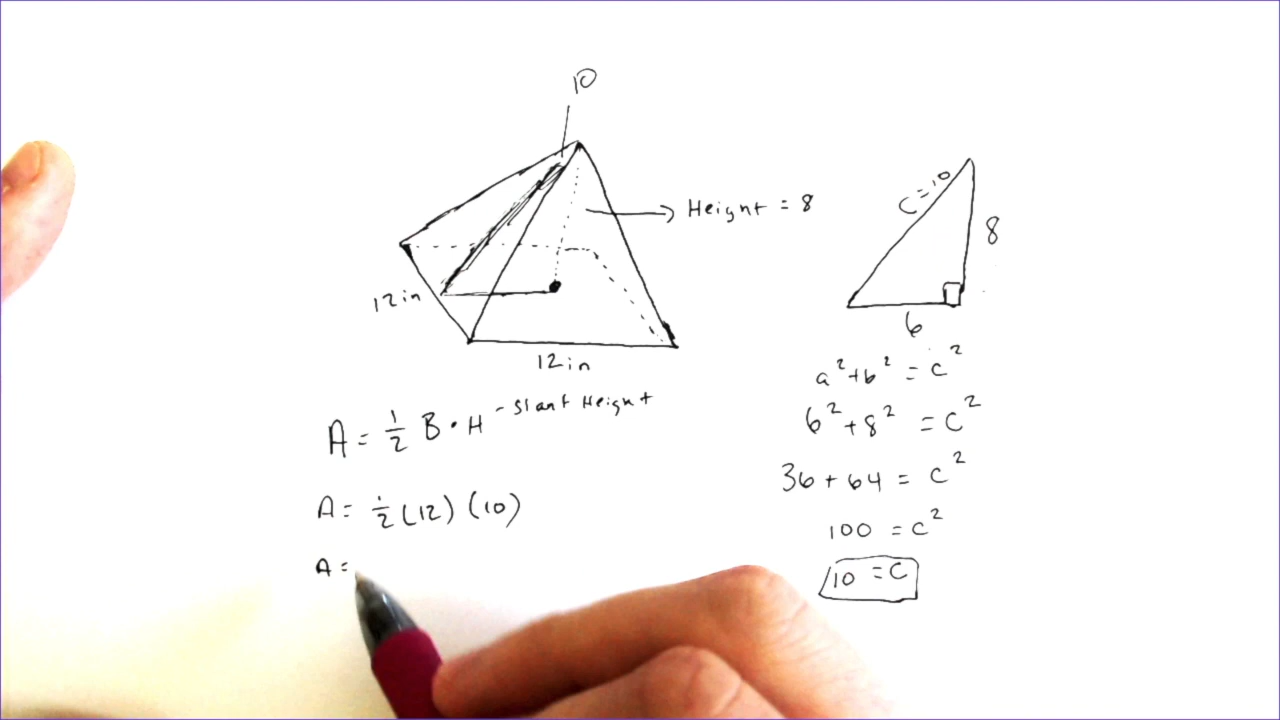 10
Height = 8
12in
12in
C=10
8
6
A = 1/2 B · H - Slant Height
A = 1/2 (12) (10)
A =
a² + b² = c²
6² + 8² = C²
36 + 64 = C²
100 = C²
10 = C